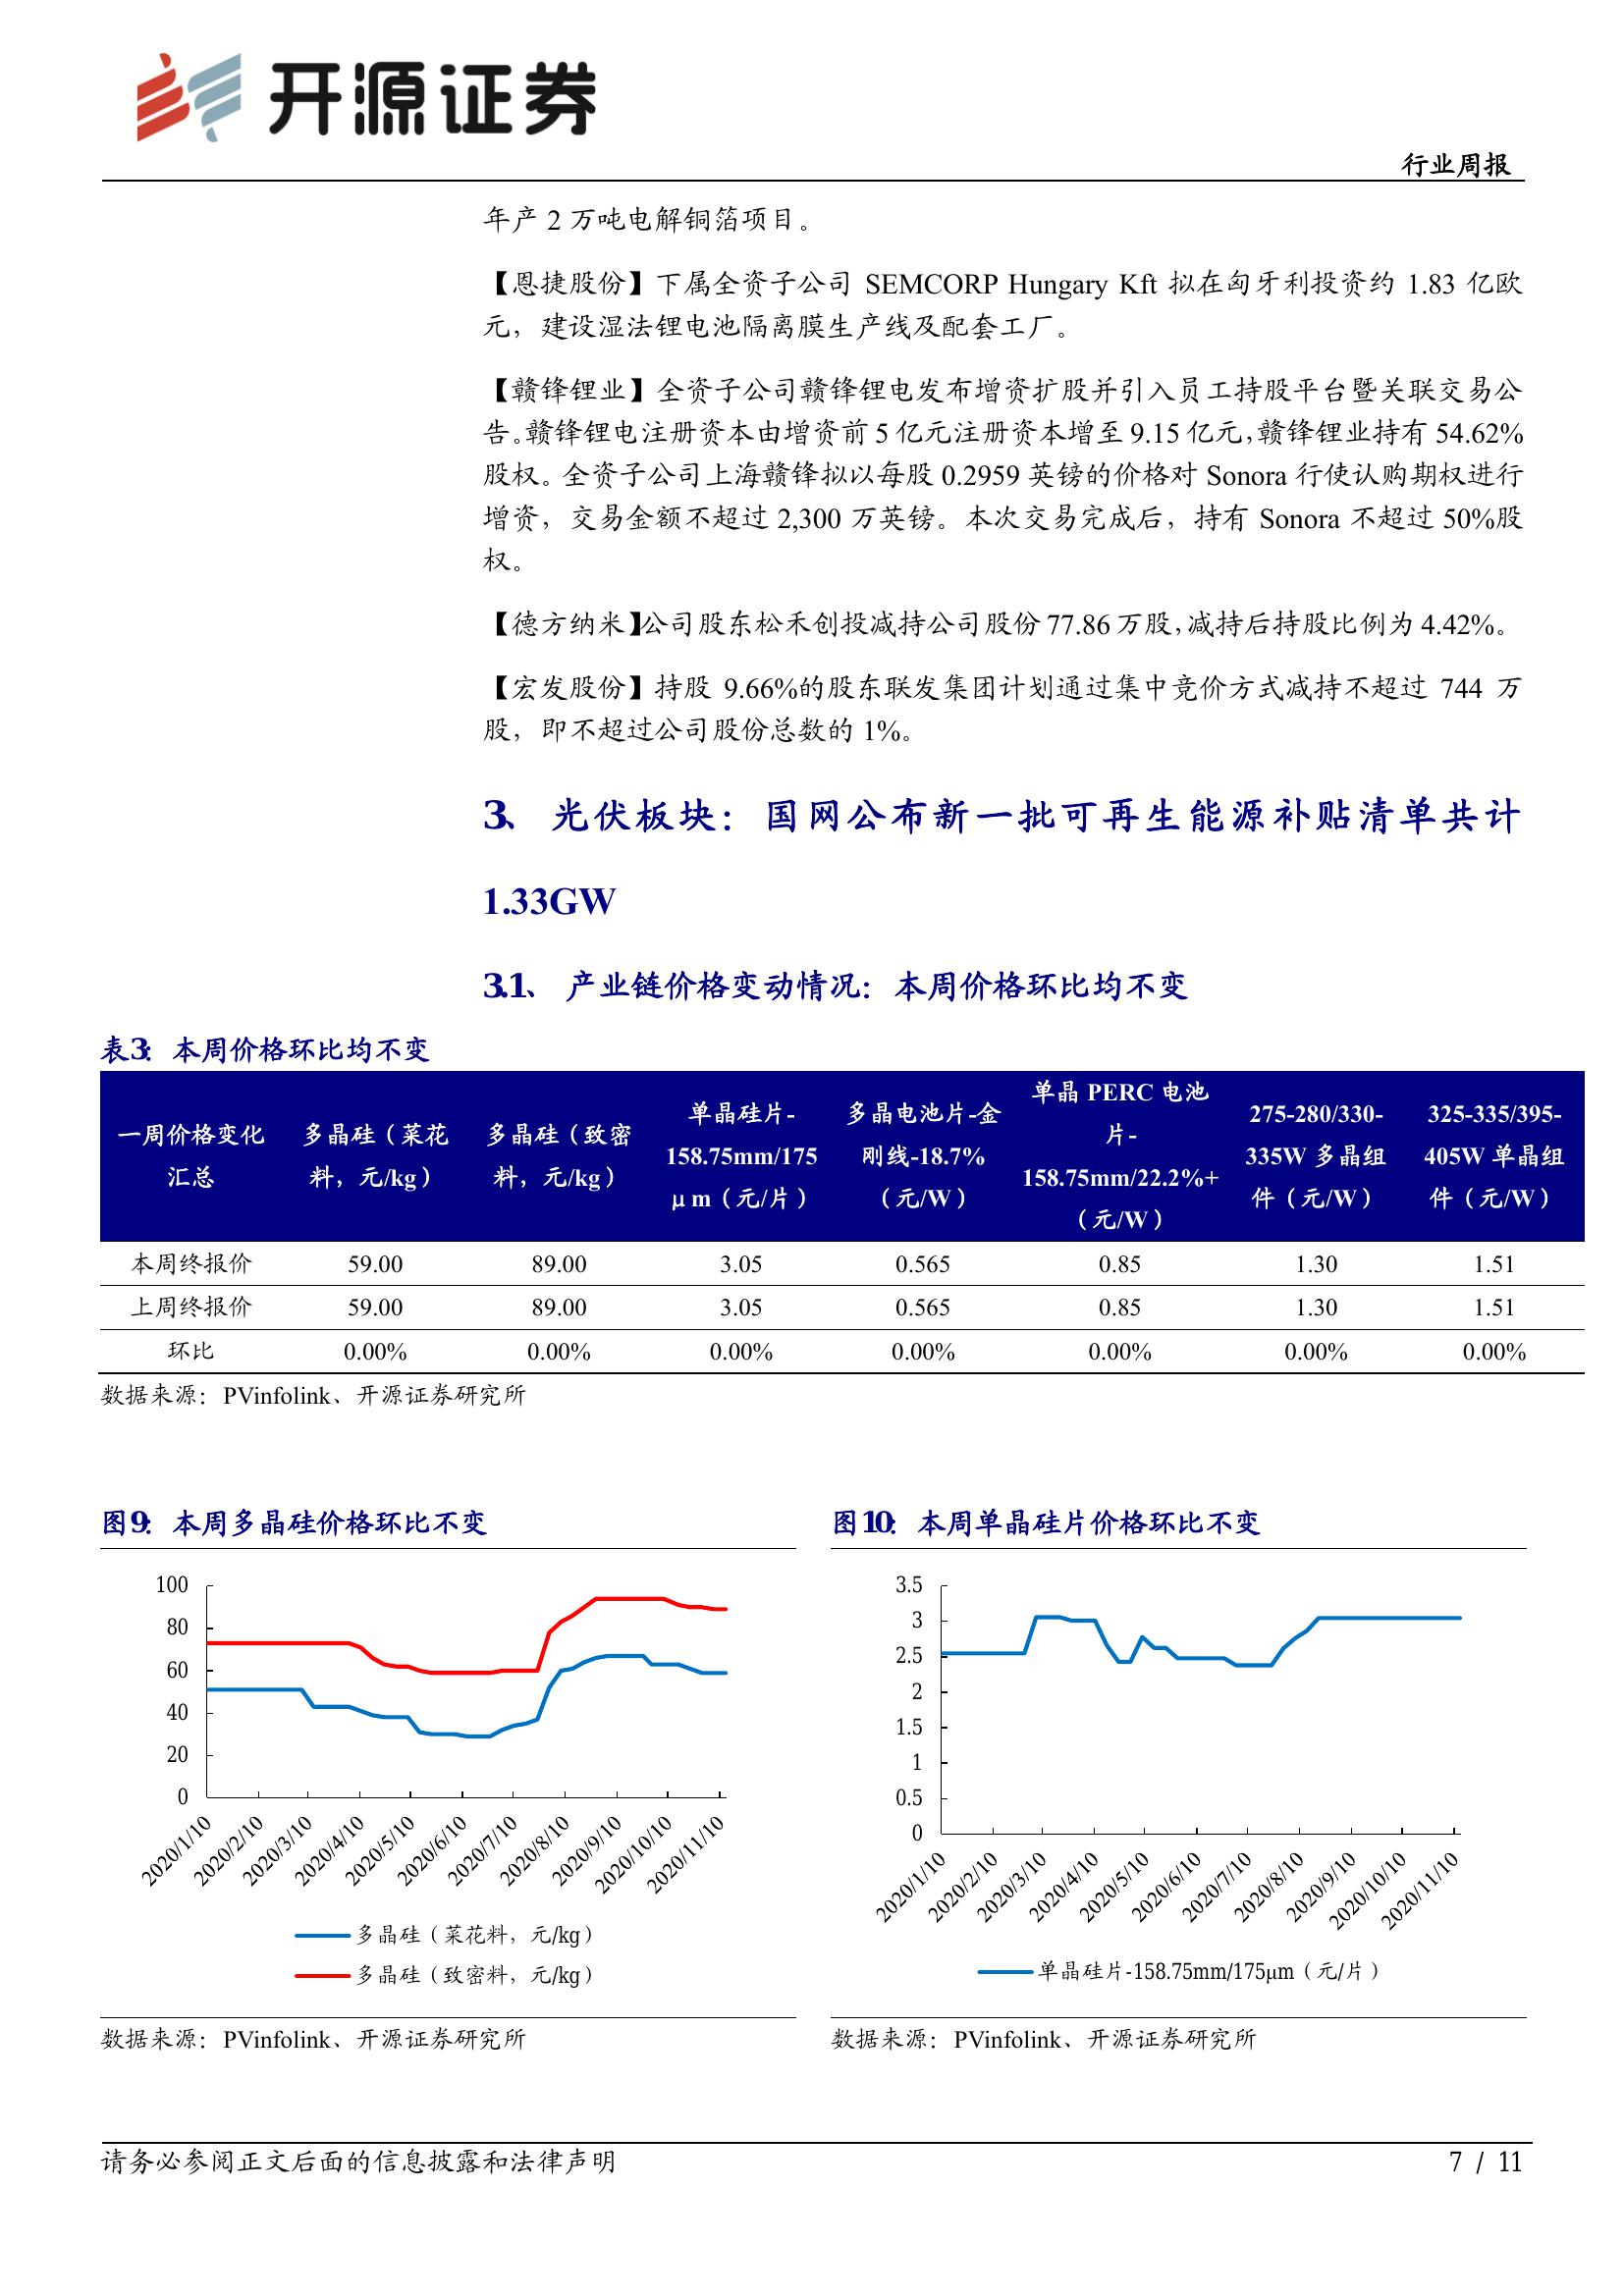 开源证券
行业周报
年产 2 万吨电解铜箔项目。
【恩捷股份】下属全资子公司 SEMCORP Hungary Kft 拟在匈牙利投资约 1.83 亿欧
元，建设湿法锂电池隔离膜生产线及配套工厂。
【赣锋锂业】全资子公司赣锋锂电发布增资扩股并引入员工持股平台暨关联交易公
告。赣锋锂电注册资本由增资前 5 亿元注册资本增至 9.15 亿元，赣锋锂业持有 54.62%
股权。全资子公司上海赣锋拟以每股 0.2959 英镑的价格对 Sonora 行使认购期权进行
增资，交易金额不超过 2,300 万英镑。本次交易完成后，持有 Sonora 不超过 50%股
权。
【德方纳米】公司股东松禾创投减持公司股份 77.86 万股，减持后持股比例为 4.42%。
【宏发股份】持股 9.66%的股东联发集团计划通过集中竞价方式减持不超过 744 万
股，即不超过公司股份总数的 1%。
3、 光伏板块：国网公布新一批可再生能源补贴清单共计
1.33GW
3.1、 产业链价格变动情况：本周价格环比均不变
表3：本周价格环比均不变
一周价格变化汇总 多晶硅（菜花料，元/kg） 多晶硅（致密料，元/kg） 单晶硅片-158.75mm/175μm（元/片） 多晶电池片-金刚线-18.7%（元/W） 单晶 PERC 电池片-158.75mm/22.2%+（元/W） 275-280/330-335W 多晶组件（元/W） 325-335/395-405W 单晶组件（元/W）
本周终报价 59.00 89.00 3.05 0.565 0.85 1.30 1.51
上周终报价 59.00 89.00 3.05 0.565 0.85 1.30 1.51
环比 0.00% 0.00% 0.00% 0.00% 0.00% 0.00% 0.00%
数据来源：PVinfolink、开源证券研究所
图9：本周多晶硅价格环比不变
100
80
60
40
20
0
2020/1/10 2020/2/10 2020/3/10 2020/4/10 2020/5/10 2020/6/10 2020/7/10 2020/8/10 2020/9/10 2020/10/10 2020/11/10
多晶硅（菜花料，元/kg）
多晶硅（致密料，元/kg）
数据来源：PVinfolink、开源证券研究所
图10：本周单晶硅片价格环比不变
3.5
3
2.5
2
1.5
1
0.5
0
2020/1/10 2020/2/10 2020/3/10 2020/4/10 2020/5/10 2020/6/10 2020/7/10 2020/8/10 2020/9/10 2020/10/10 2020/11/10
单晶硅片-158.75mm/175μm（元/片）
数据来源：PVinfolink、开源证券研究所
请务必参阅正文后面的信息披露和法律声明
7 / 11